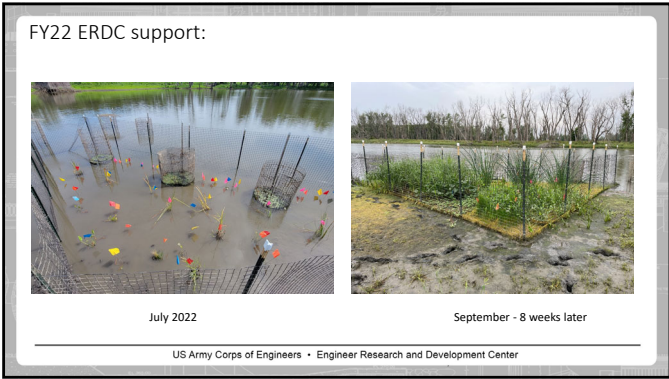 FY22 ERDC support:
July 2022
September - 8 weeks later
US Army Corps of Engineers • Engineer Research and Development Center